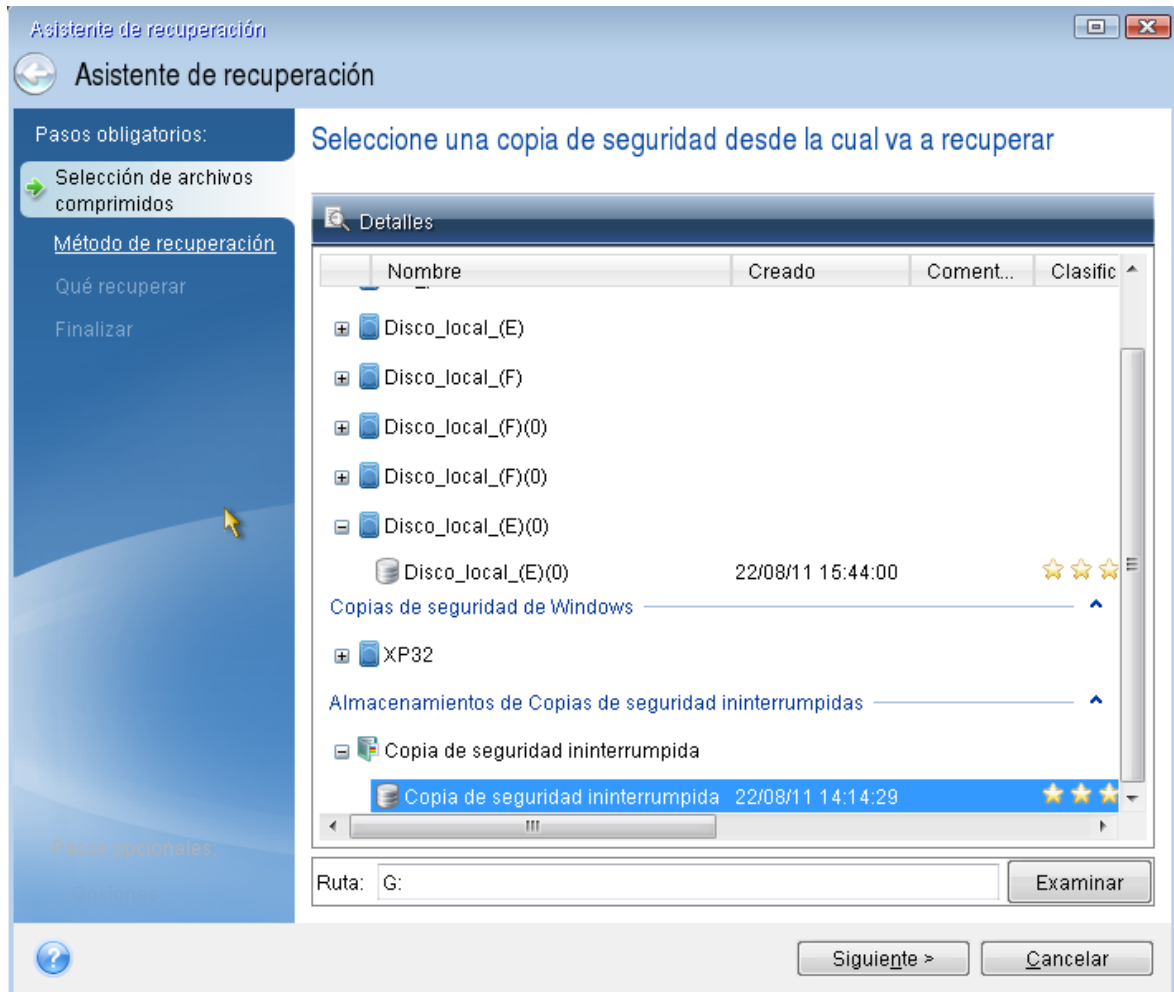 Asistente de recuperación
Asistente de recuperación
Pasos obligatorios:
Selección de archivos
comprimidos
Método de recuperación
Qué recuperar
Finalizar
Pasos opcionales:
Opciones
Seleccione una copia de seguridad desde la cual va a recuperar
Detalles
Nombre Creado Coment... Clasific
Disco_local_(E)
Disco_local_(F)
Disco_local_(F)(0)
Disco_local_(F)(0)
Disco_local_(E)(0)
Disco_local_(E)(0) 22/08/11 15:44:00
Copias de seguridad de Windows
XP32
Almacenamientos de Copias de seguridad ininterrumpidas
Copia de seguridad ininterrumpida
Copia de seguridad ininterrumpida 22/08/11 14:14:29
Ruta: G: Examinar
Siguiente > Cancelar